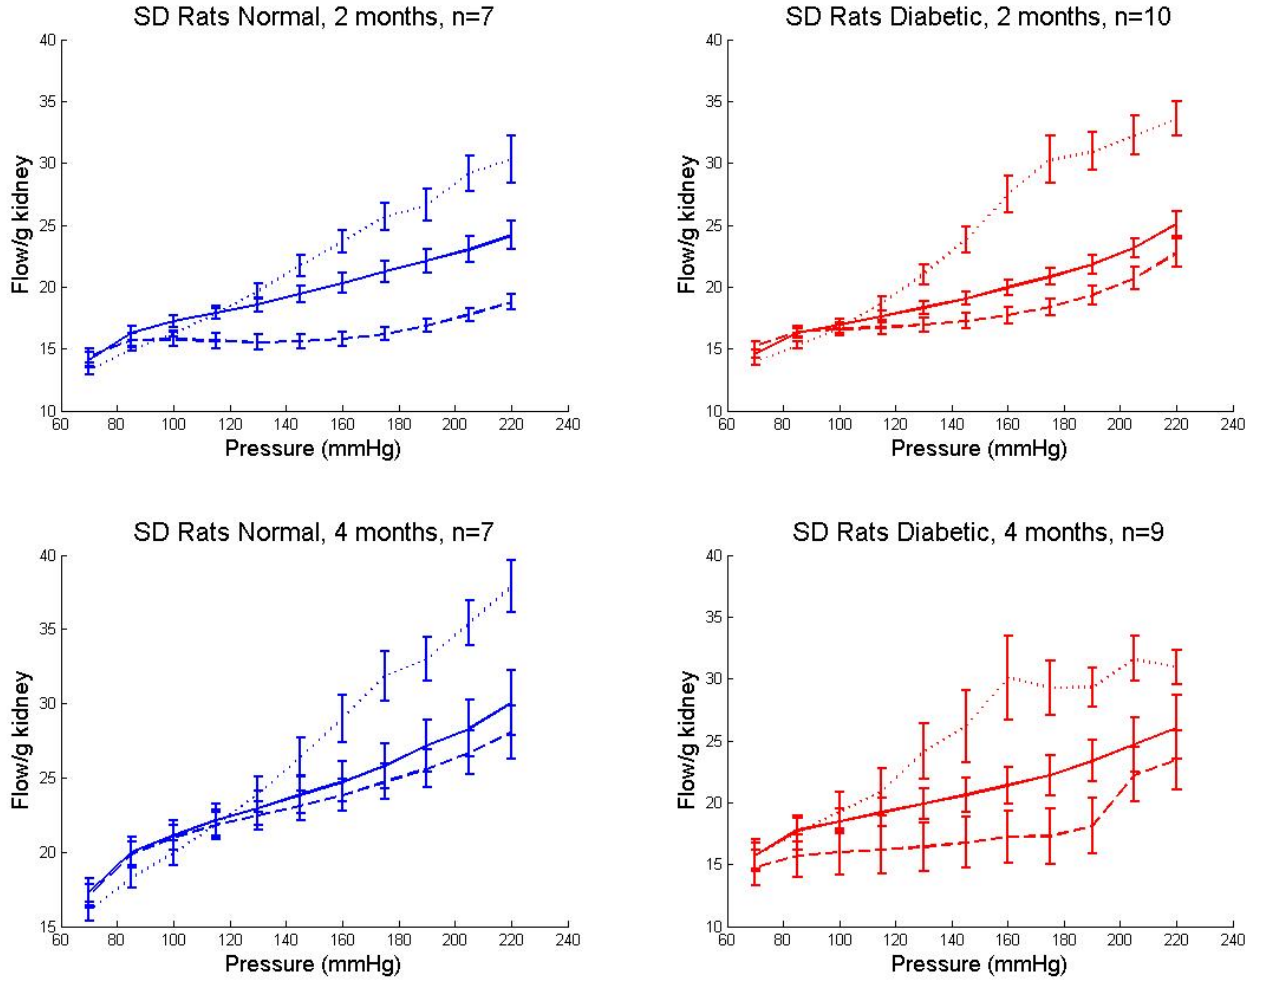 SD Rats Normal, 2 months, n=7
40
35
30
25
20
15
10
Flow/g kidney
60 80 100 120 140 160 180 200 220 240
Pressure (mmHg)
SD Rats Diabetic, 2 months, n=10
40
35
30
25
20
15
10
Flow/g kidney
60 80 100 120 140 160 180 200 220 240
Pressure (mmHg)
SD Rats Normal, 4 months, n=7
40
35
30
25
20
15
Flow/g kidney
60 80 100 120 140 160 180 200 220 240
Pressure (mmHg)
SD Rats Diabetic, 4 months, n=9
40
35
30
25
20
15
10
Flow/g kidney
60 80 100 120 140 160 180 200 220 240
Pressure (mmHg)